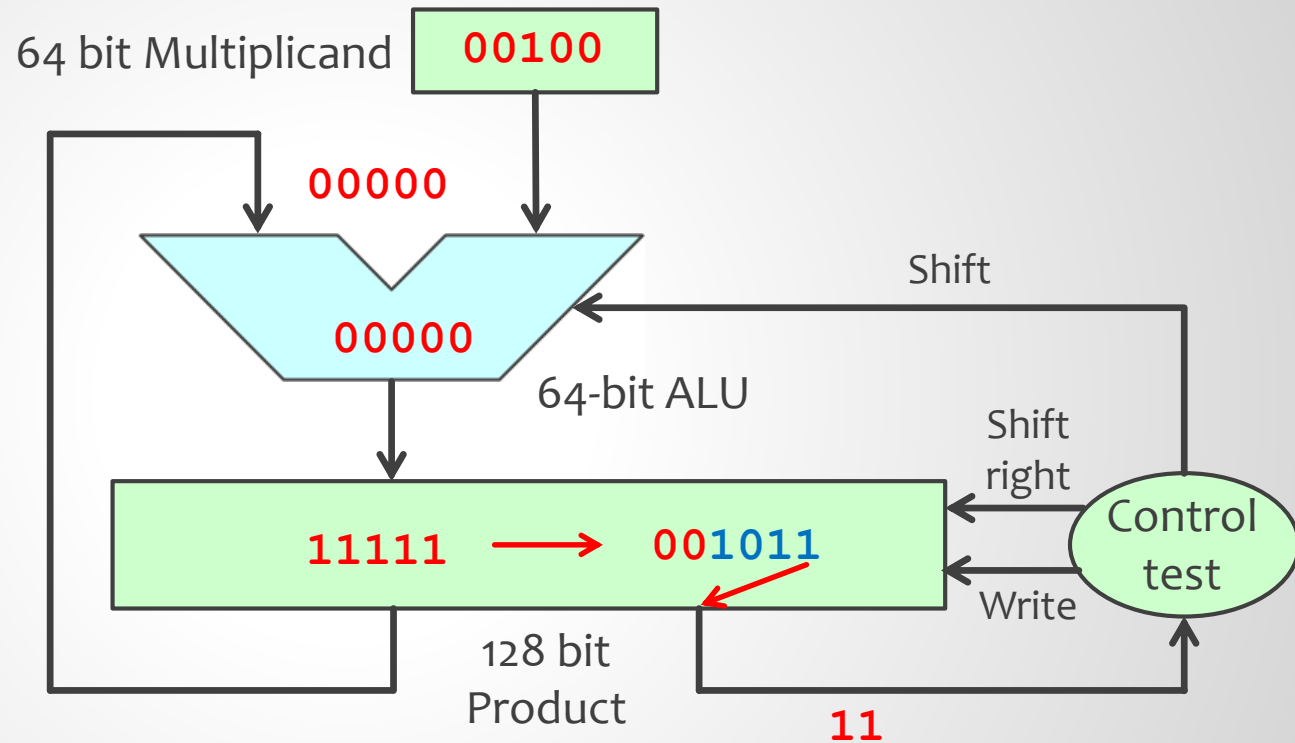 64 bit Multiplicand
00100
00000
Shift
00000
64-bit ALU
Shift
right
Control
test
11111
001011
Write
128 bit
Product
11